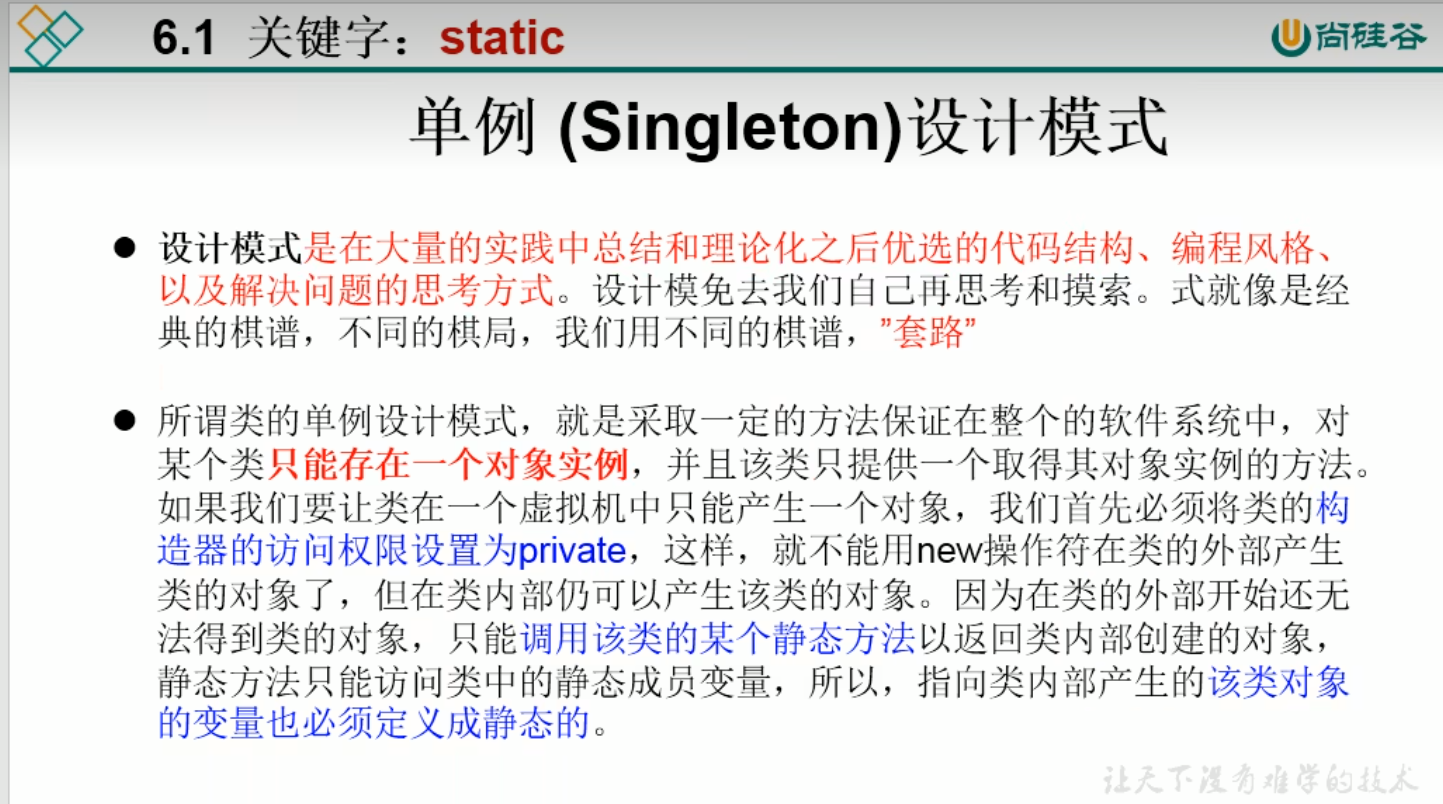 6.1 关键字：static
尚硅谷
单例 (Singleton)设计模式
● 设计模式是在大量的实践中总结和理论化之后优选的代码结构、编程风格、
以及解决问题的思考方式。设计模免去我们自己再思考和摸索。式就像是经
典的棋谱，不同的棋局，我们用不同的棋谱，”套路”
● 所谓类的单例设计模式，就是采取一定的方法保证在整个的软件系统中，对
某个类只能存在一个对象实例，并且该类只提供一个取得其对象实例的方法。
如果我们要让类在一个虚拟机中只能产生一个对象，我们首先必须将类的构
造器的访问权限设置为private，这样，就不能用new操作符在类的外部产生
类的对象了，但在类内部仍可以产生该类的对象。因为在类的外部开始还无
法得到类的对象，只能调用该类的某个静态方法以返回类内部创建的对象，
静态方法只能访问类中的静态成员变量，所以，指向类内部产生的该类对象
的变量也必须定义成静态的。
让天下没有难学的技术